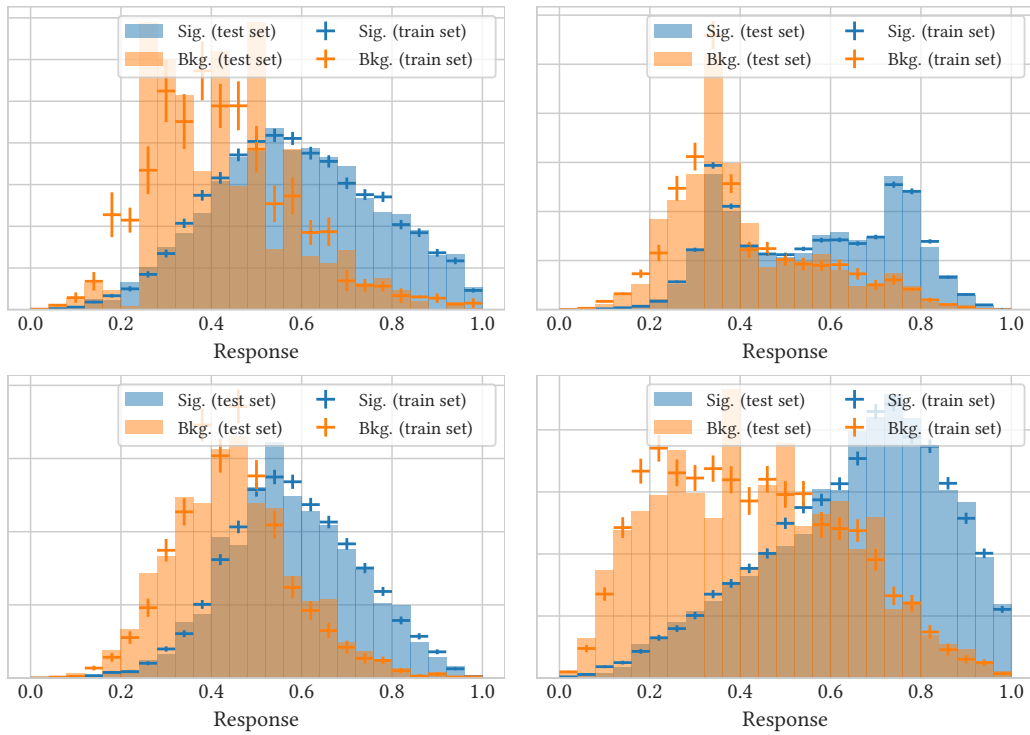 Sig. (test set) Sig. (train set)
Bkg. (test set) Bkg. (train set)
0.0 0.2 0.4 0.6 0.8 1.0
Response
Sig. (test set) Sig. (train set)
Bkg. (test set) Bkg. (train set)
0.0 0.2 0.4 0.6 0.8 1.0
Response
Sig. (test set) Sig. (train set)
Bkg. (test set) Bkg. (train set)
0.0 0.2 0.4 0.6 0.8 1.0
Response
Sig. (test set) Sig. (train set)
Bkg. (test set) Bkg. (train set)
0.0 0.2 0.4 0.6 0.8 1.0
Response